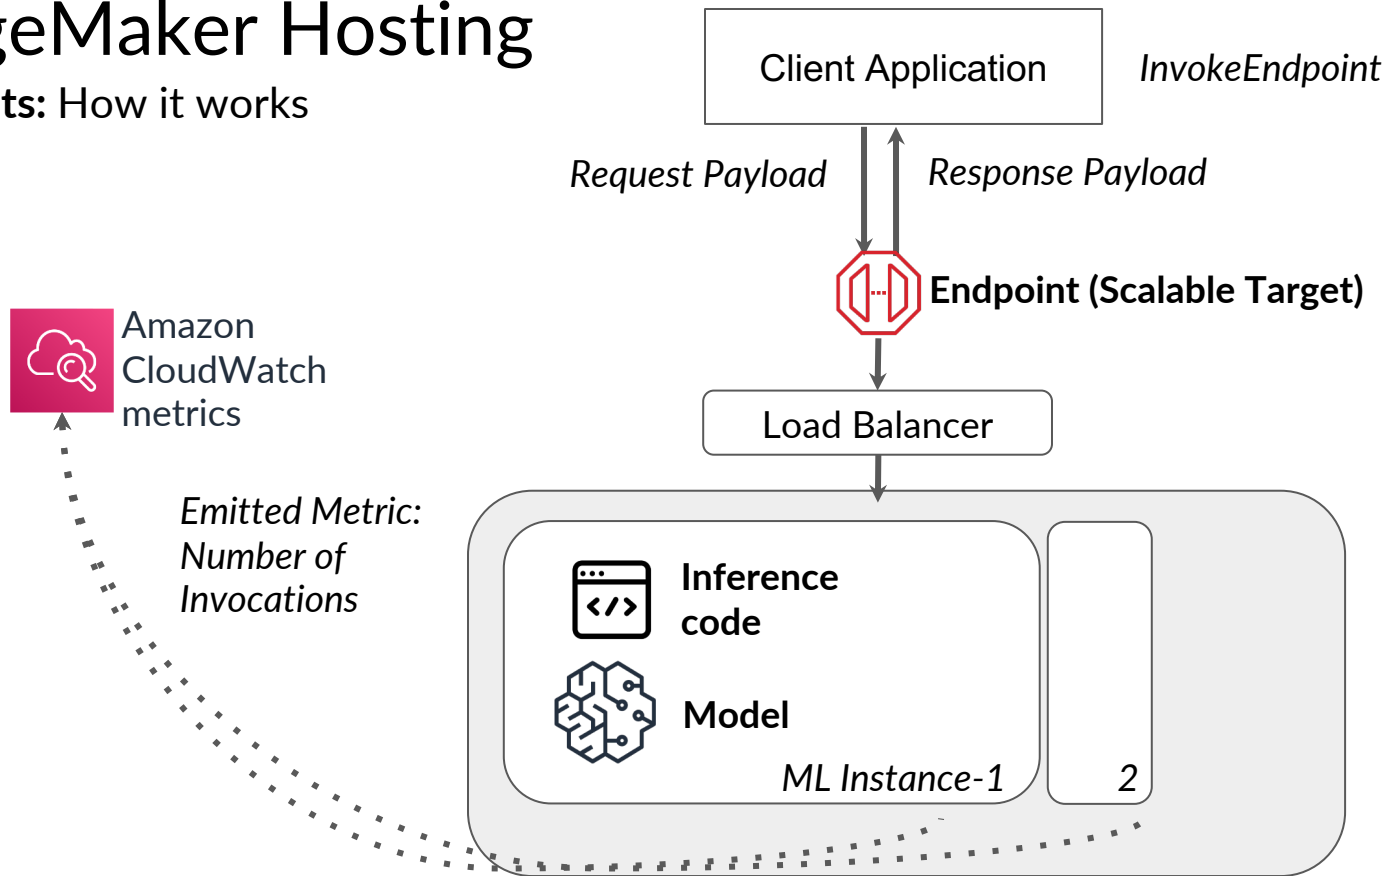 geMaker Hosting
ts: How it works
Client Application
InvokeEndpoint
Request Payload
Response Payload
Endpoint (Scalable Target)
Amazon
CloudWatch
metrics
Load Balancer
Emitted Metric:
Number of
Invocations
Inference
code
Model
ML Instance-1
2